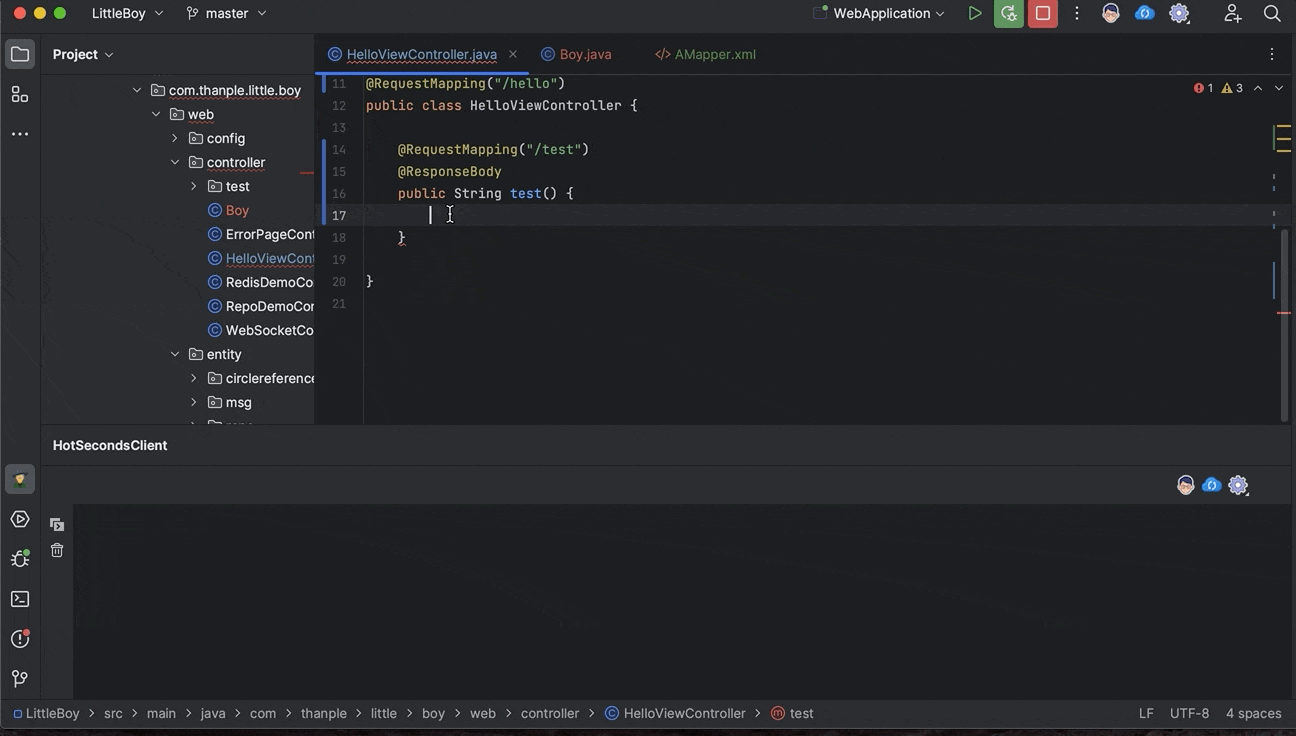 LittleBoy master WebApplication
Project HelloViewController.java Boy.java </> AMapper.xml
com.thanple.little.boy
web
config
controller
test
Boy
ErrorPageCont
HelloViewCont
RedisDemoCo
RepoDemoCor
WebSocketCo
entity
circlereference
msg
1 3
11 @RequestMapping("/hello")
12 public class HelloViewController {
13
14 @RequestMapping("/test")
15 @ResponseBody
16 public String test() {
17
18 }
19
20 }
21
HotSecondsClient
LittleBoy > src > main > java > com > thanple > little > boy > web > controller > HelloViewController > test LF UTF-8 4 spaces